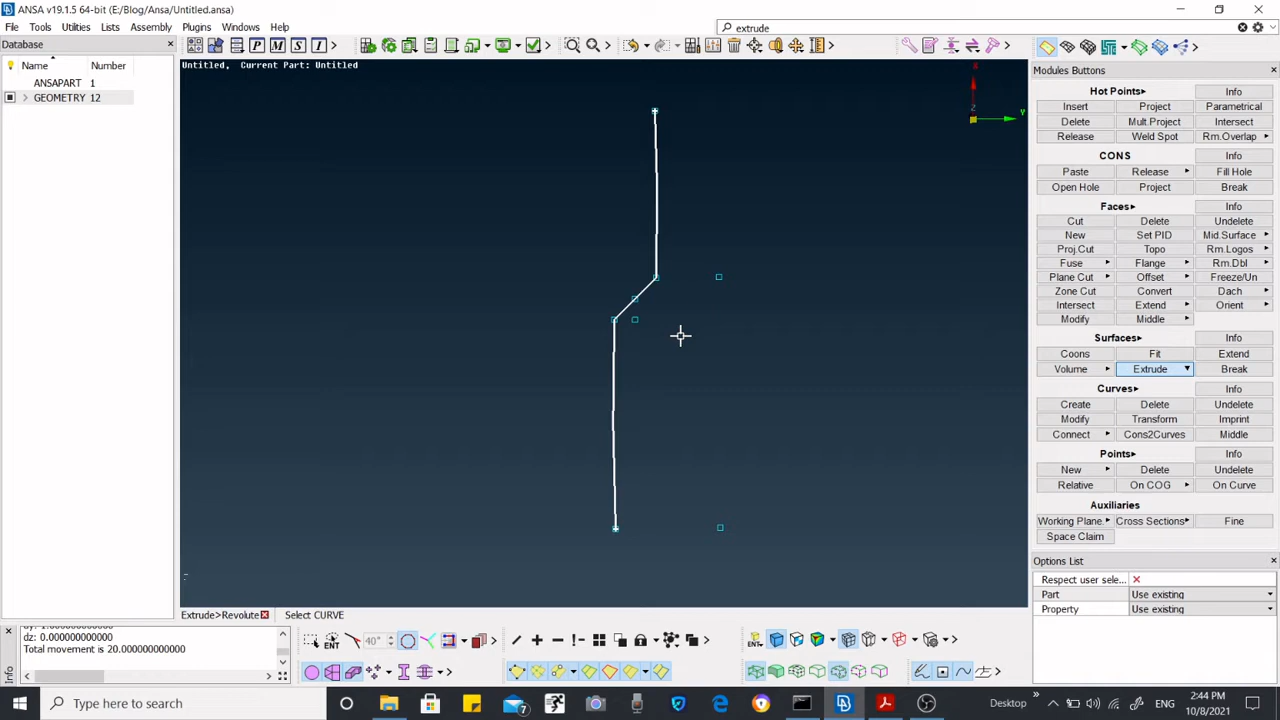 ANSA v19.1.5 64-bit (E:/Blog/Ansa/Untitled.ansa)
File Tools Utilities Lists Assembly Plugins Windows Help
extrude
Database
P M S I
Name Number
ANSAPART 1
GEOMETRY 12
Untitled, Current Part: Untitled
X
Z
Y
Modules Buttons
Hot Points Info
Insert Project Parametrical
Delete Mult Project Intersect
Release Weld Spot Rm.Overlap
CONS Info
Paste Release Fill Hole
Open Hole Project Break
Faces Info
Cut Delete Undelete
New Set PID Mid.Surface
Proj.Cut Topo Rm.Logos
Fuse Flange Rm.Dbl
Plane Cut Offset Freeze/Un
Zone Cut Convert Dach
Intersect Extend Orient
Modify Middle
Surfaces Info
Coons Fit Extend
Volume Extrude Break
Curves Info
Create Delete Undelete
Modify Transform Imprint
Connect Cons2Curves Middle
Points Info
New Delete Undelete
Relative On COG On Curve
Auxiliaries
Working Plane. Cross Sections Fine
Space Claim
Options List
Respect user sele...
Part Use existing
Property Use existing
Extrude>Revolute Select CURVE
dy: 1.000000000000
dz: 0.000000000000
Total movement is 20.000000000000
Info
ENT 40°
ENT
Type here to search
7
Desktop
ENG
2:44 PM
10/8/2021